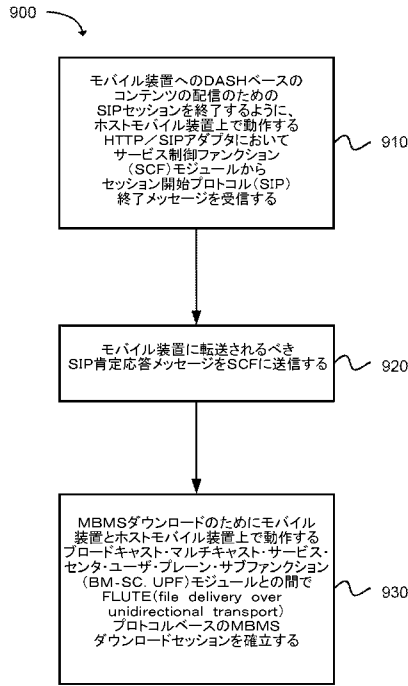 900
モバイル装置へのDASHベースの
コンテンツの配信のための
SIPセッションを終了するように、
ホストモバイル装置上で動作する
HTTP／SIPアダプタにおいて
サービス制御ファンクション
(SCF)モジュールから
セッション開始プロトコル(SIP)
終了メッセージを受信する
910
モバイル装置に転送されるべき
SIP肯定応答メッセージをSCFに送信する
920
MBMSダウンロードのためにモバイル
装置とホストモバイル装置上で動作する
ブロードキャスト・マルチキャスト・サービス・
センタ・ユーザ・プレーン・サブファンクション
(BM-SC. UPF)モジュールとの間で
FLUTE(file delivery over
unidirectional transport)
プロトコルベースのMBMS
ダウンロードセッションを確立する
930